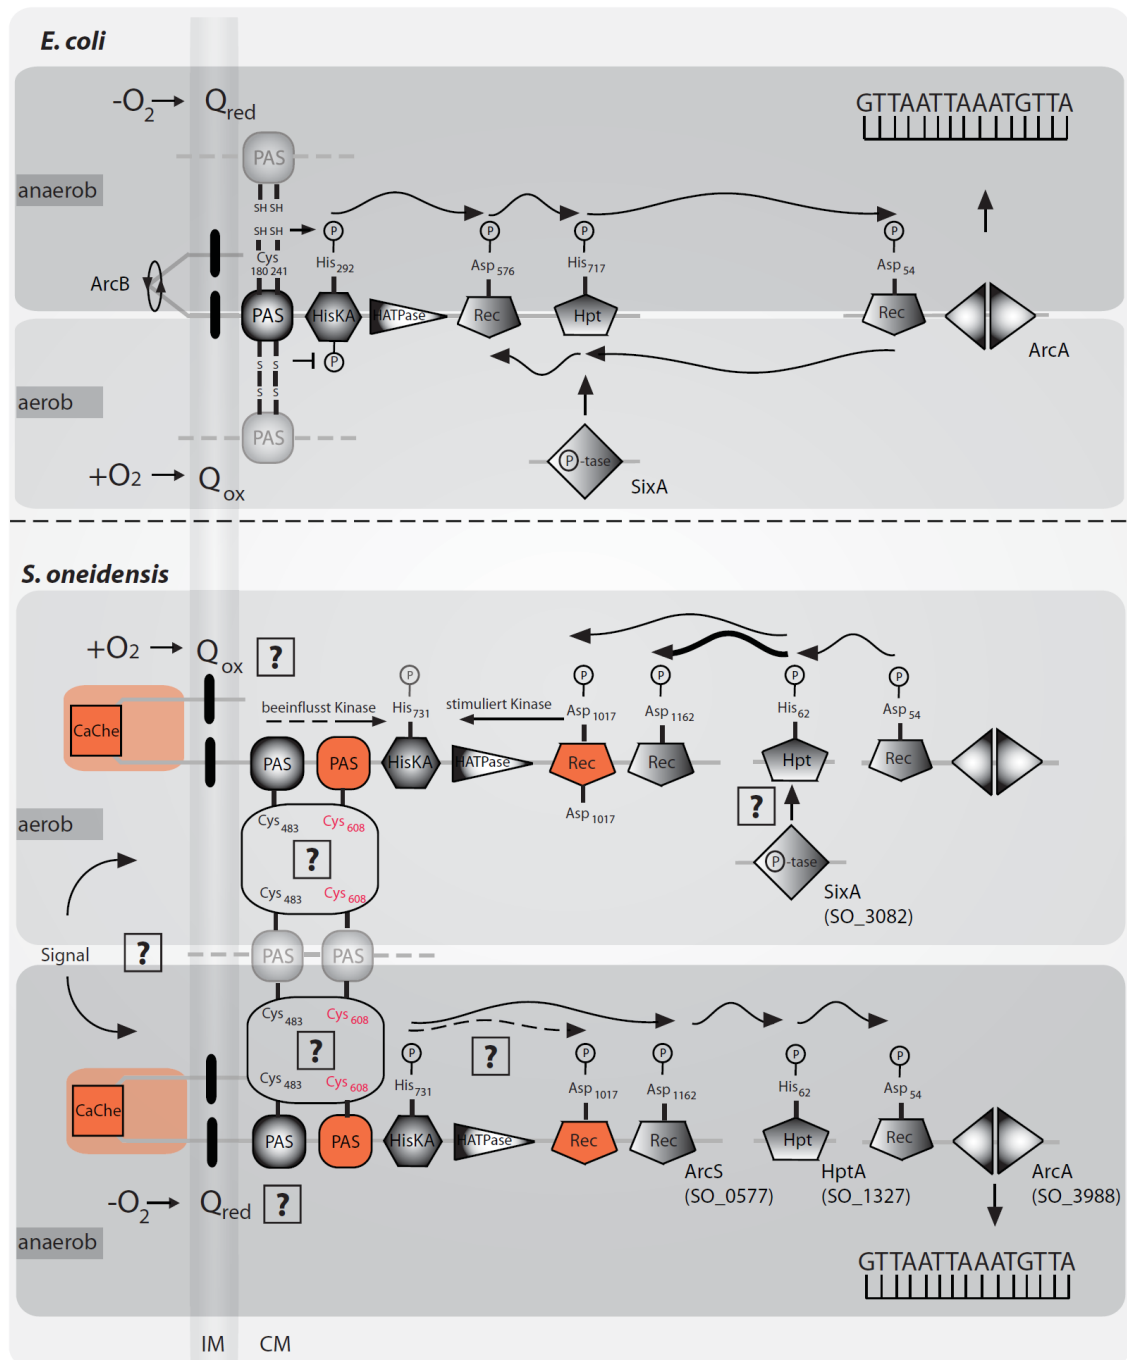 E. coli
-O2 Qred
GTTAATTAAATGTTA
PAS
anaerob
SH SH
SH SH P P P P
Cys
180 241
His292 Asp576 His717 Asp54
ArcB
PAS HisKA HATPase Rec Hpt Rec
ArcA
S S P
S S
aerob
PAS
P -tase
+O2 Qox
SixA
S. oneidensis
+O2 Qox ?
P P P P P
beeinflusst Kinase His731 stimuliert Kinase Asp1017 Asp1162 His62 Asp54
CaChe
PAS PAS HisKA HATPase Rec Rec Hpt Rec
?
Asp1017
aerob
Cys483 Cys608
?
P -tase
Cys483 Cys608
SixA
(SO_3082)
Signal ? PAS PAS
Cys483 Cys608
? ?
P P P P P
Cys483 Cys608 His731 Asp1017 Asp1162 His62 Asp54
CaChe
PAS PAS HisKA HATPase Rec Rec Hpt Rec
ArcS HptA ArcA
(SO_0577) (SO_1327) (SO_3988)
-O2 Qred ?
anaerob
GTTAATTAAATGTTA
IM CM